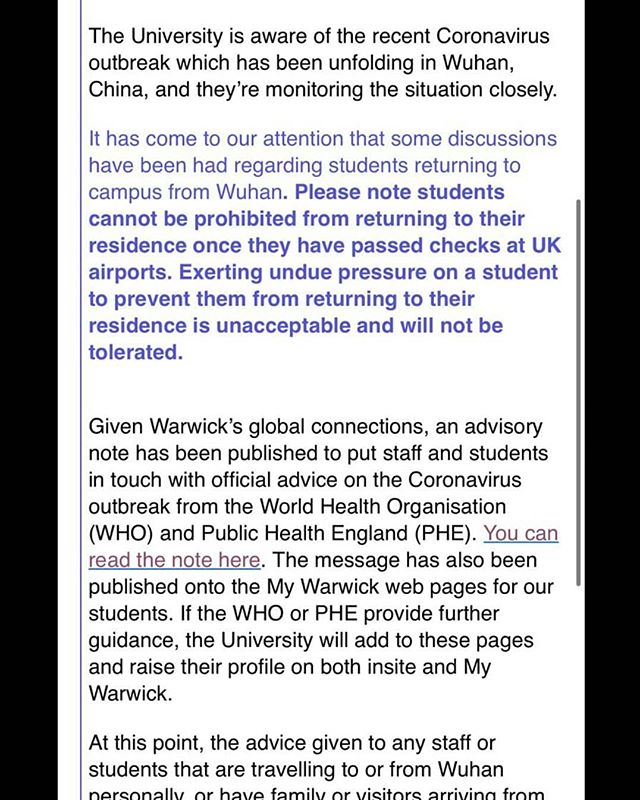 The University is aware of the recent Coronavirus
outbreak which has been unfolding in Wuhan,
China, and they're monitoring the situation closely.
It has come to our attention that some discussions
have been had regarding students returning to
campus from Wuhan. Please note students
cannot be prohibited from returning to their
residence once they have passed checks at UK
airports. Exerting undue pressure on a student
to prevent them from returning to their
residence is unacceptable and will not be
tolerated.
Given Warwick's global connections, an advisory
note has been published to put staff and students
in touch with official advice on the Coronavirus
outbreak from the World Health Organisation
(WHO) and Public Health England (PHE). You can
read the note here. The message has also been
published onto the My Warwick web pages for our
students. If the WHO or PHE provide further
guidance, the University will add to these pages
and raise their profile on both insite and My
Warwick.
At this point, the advice given to any staff or
students that are travelling to or from Wuhan
personally, or have family or visitors arriving from